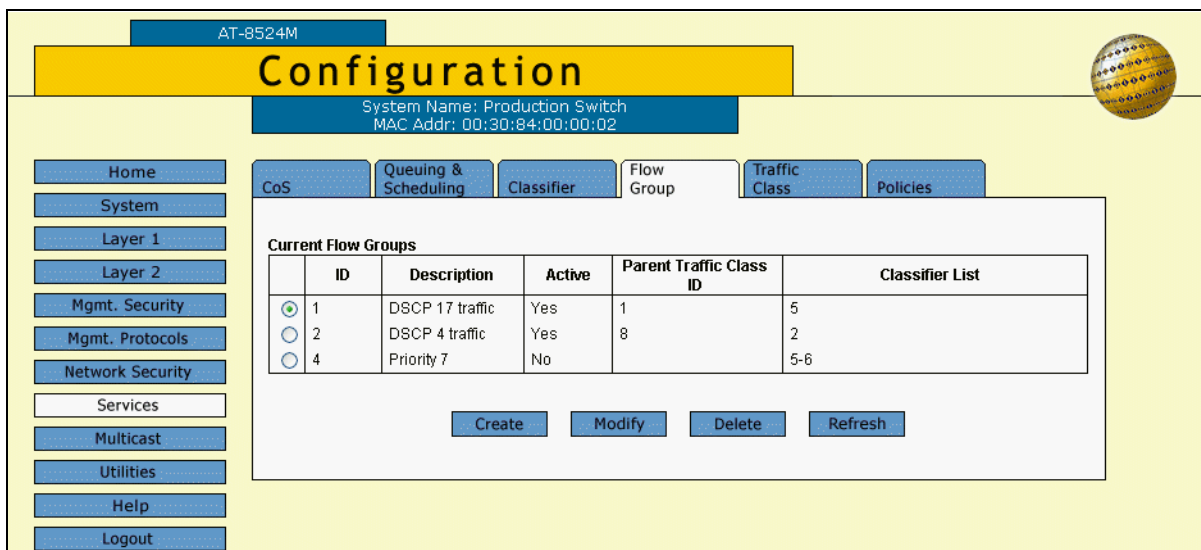 AT-8524M
Configuration
System Name: Production Switch
MAC Addr: 00:30:84:00:00:02
Home
System
Layer 1
Layer 2
Mgmt. Security
Mgmt. Protocols
Network Security
Services
Multicast
Utilities
Help
Logout
CoS
Queuing &
Scheduling
Classifier
Flow
Group
Traffic
Class
Policies
Current Flow Groups
ID Description Active Parent Traffic Class ID Classifier List
1 DSCP 17 traffic Yes 1 5
2 DSCP 4 traffic Yes 8 2
4 Priority 7 No 5-6
Create Modify Delete Refresh